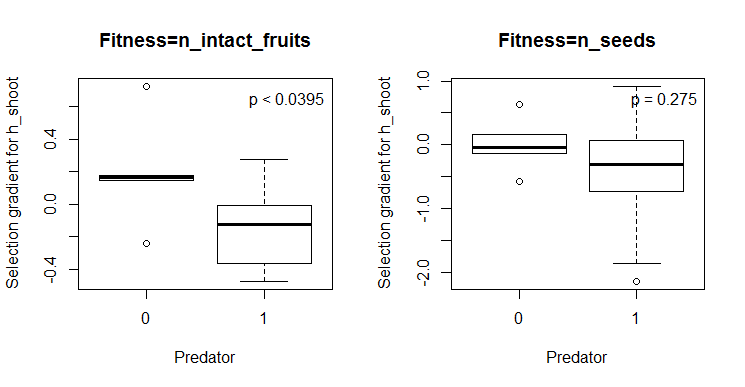 Fitness=n_intact_fruits
Selection gradient for h_shoot
0.4
0.0
-0.4
p < 0.0395
0
1
Predator
Fitness=n_seeds
Selection gradient for h_shoot
1.0
0.0
-1.0
-2.0
p = 0.275
0
1
Predator